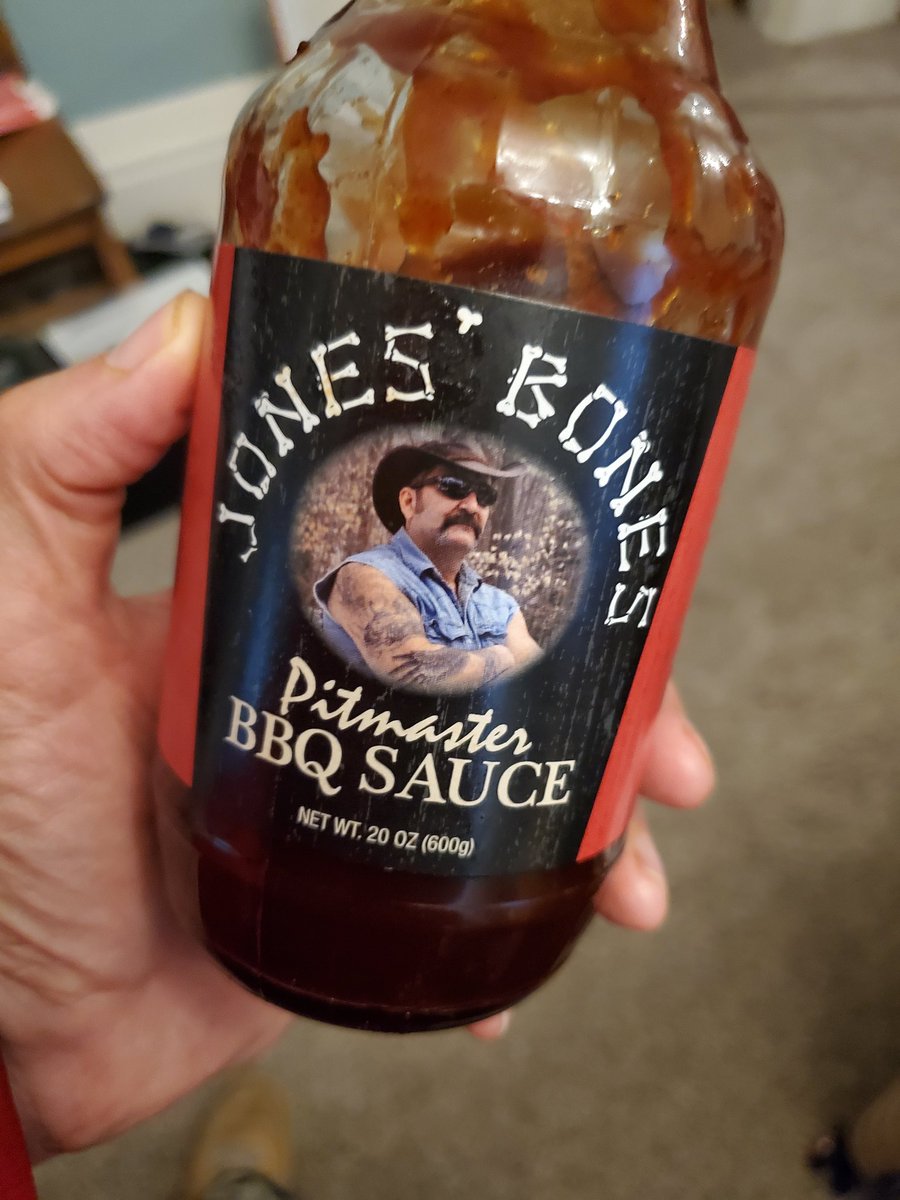 JONES' BONES
Pitmaster
BBQ SAUCE
NET WT. 20 OZ (600g)